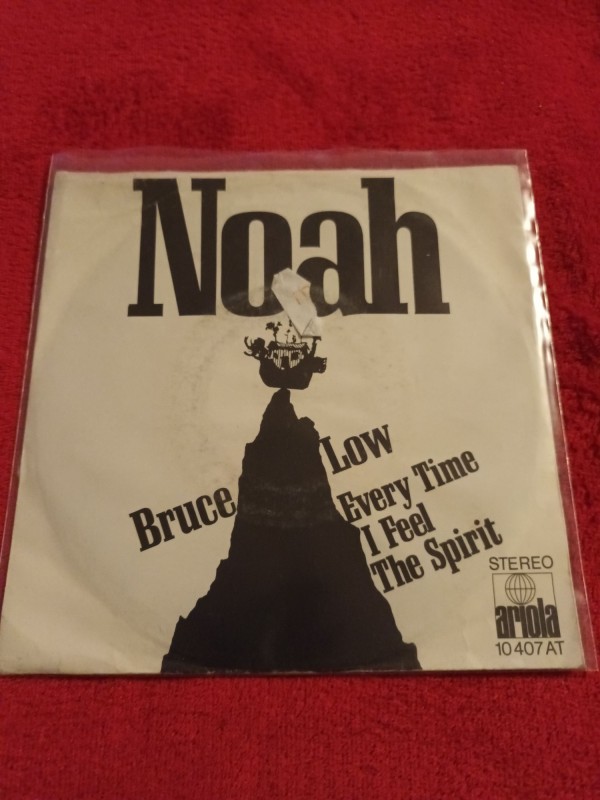 Noah
Bruce Low
Every Time
I Feel
The Spirit
STEREO
ariola
10 407 AT